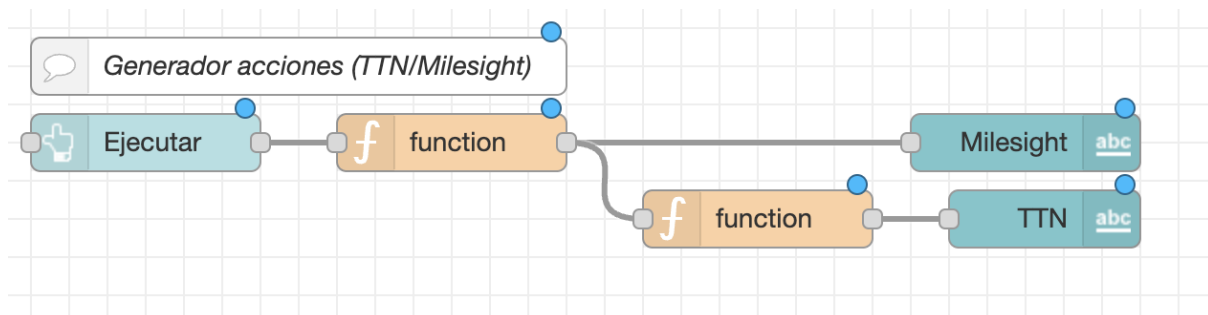 Generador acciones (TTN/Milesight)
Ejecutar
function
Milesight
abc
function
TTN
abc